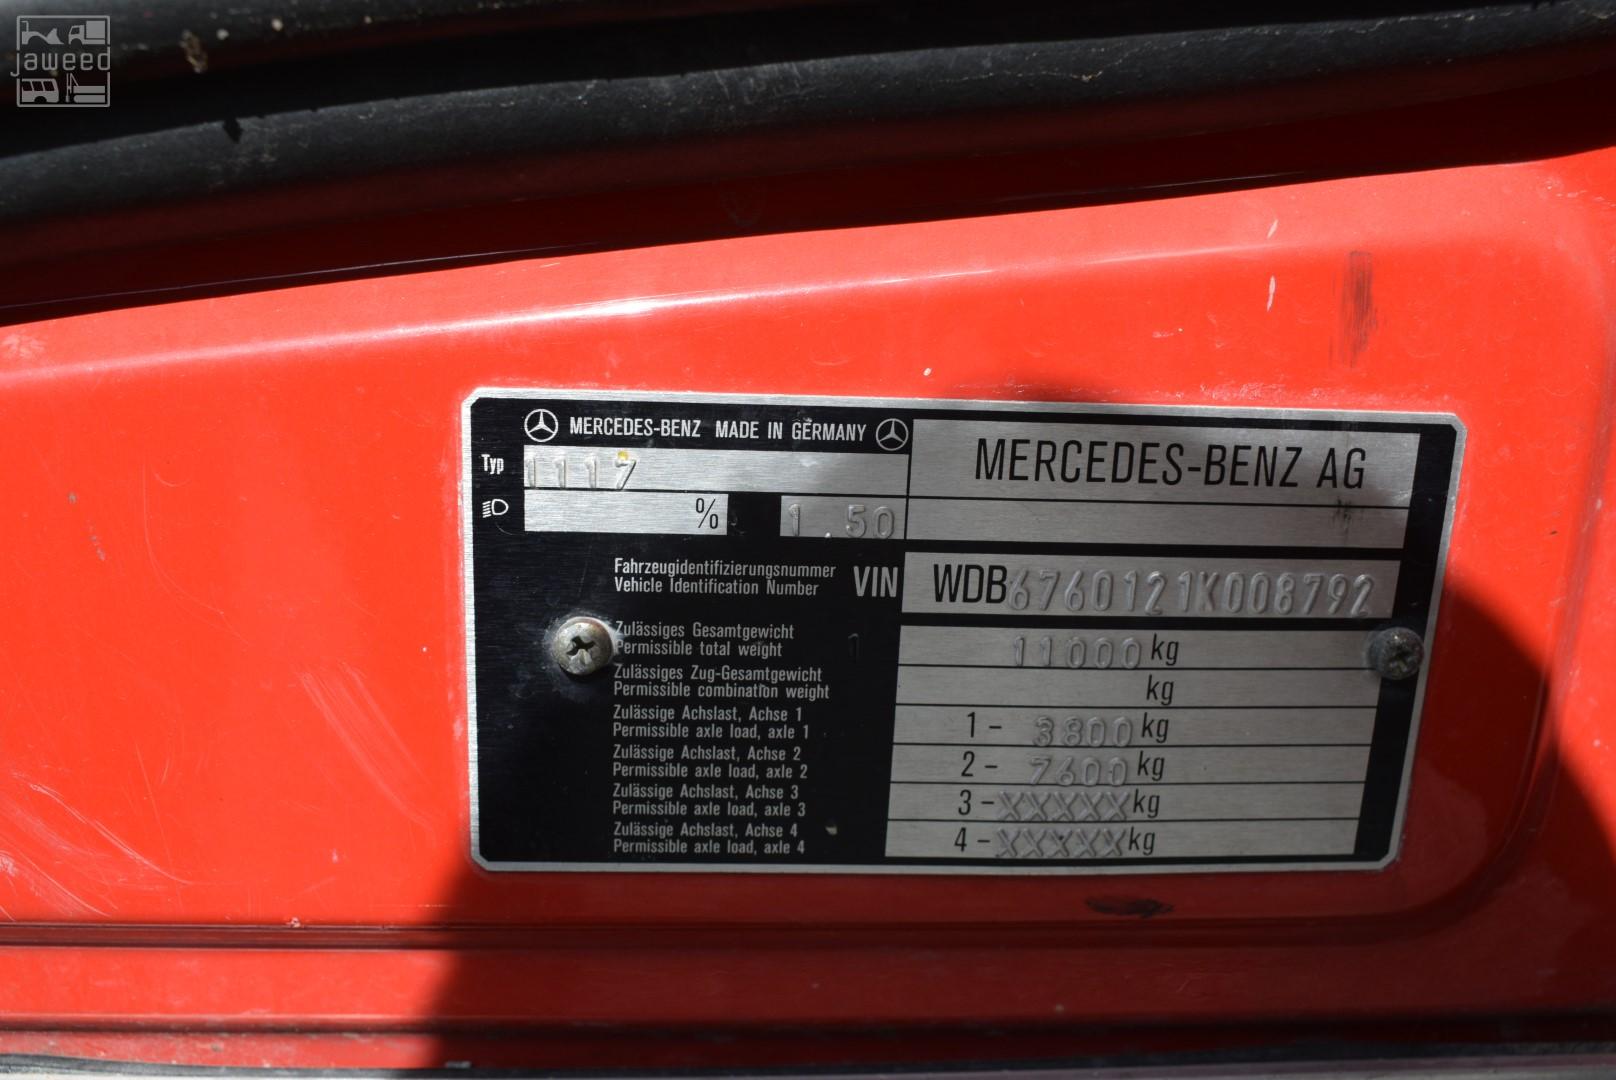 jaweed
MERCEDES-BENZ MADE IN GERMANY
MERCEDES-BENZ AG
Typ 1117
% 1.50
Fahrzeugidentifizierungsnummer
Vehicle Identification Number
VIN WDB6760121K008792
Zulässiges Gesamtgewicht
Permissible total weight
1 11000 kg
Zulässiges Zug-Gesamtgewicht
Permissible combination weight
kg
Zulässige Achslast, Achse 1
Permissible axle load, axle 1
1 - 3800 kg
Zulässige Achslast, Achse 2
Permissible axle load, axle 2
2 - 7600 kg
Zulässige Achslast, Achse 3
Permissible axle load, axle 3
3 - XXXXX kg
Zulässige Achslast, Achse 4
Permissible axle load, axle 4
4 - XXXXX kg